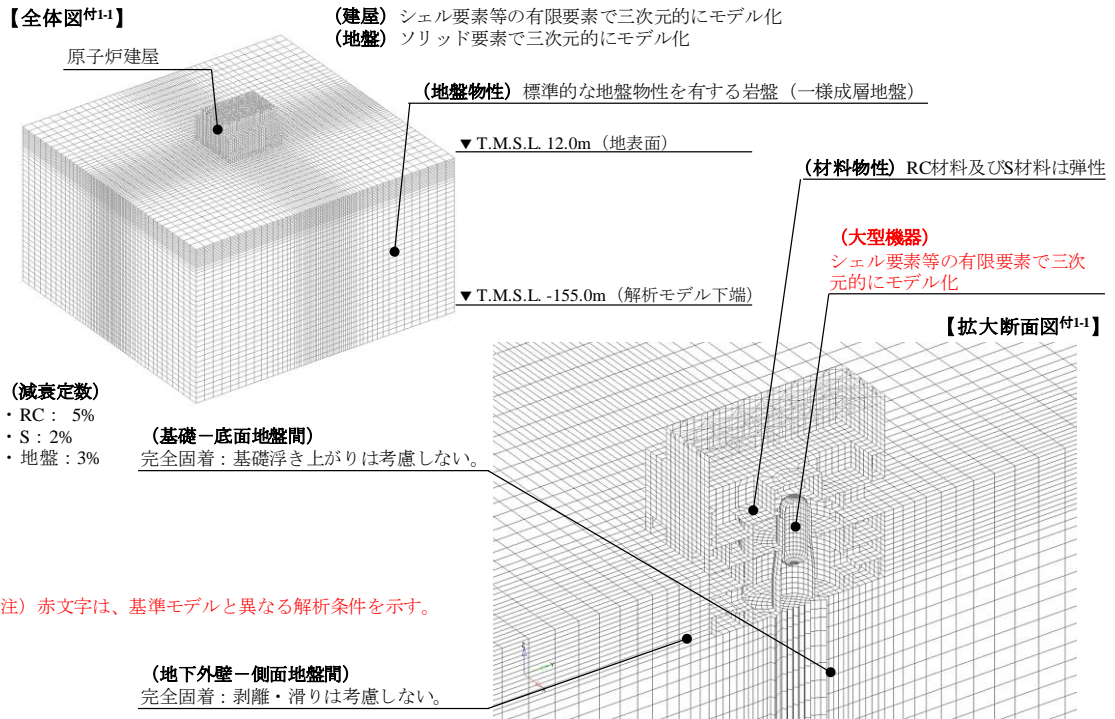 【全体図付1-1】
(建屋) シェル要素等の有限要素で三次元的にモデル化
(地盤) ソリッド要素で三次元的にモデル化
原子炉建屋
(地盤物性) 標準的な地盤物性を有する岩盤（一様成層地盤）
▼ T.M.S.L. 12.0m（地表面）
(材料物性) RC材料及びS材料は弾性
(大型機器)
シェル要素等の有限要素で三次
元的にモデル化
▼ T.M.S.L. -155.0m（解析モデル下端）
【拡大断面図付1-1】
(減衰定数)
・RC： 5%
・S：2%
・地盤：3%
(基礎－底面地盤間)
完全固着：基礎浮き上がりは考慮しない。
注）赤文字は、基準モデルと異なる解析条件を示す。
(地下外壁－側面地盤間)
完全固着：剥離・滑りは考慮しない。